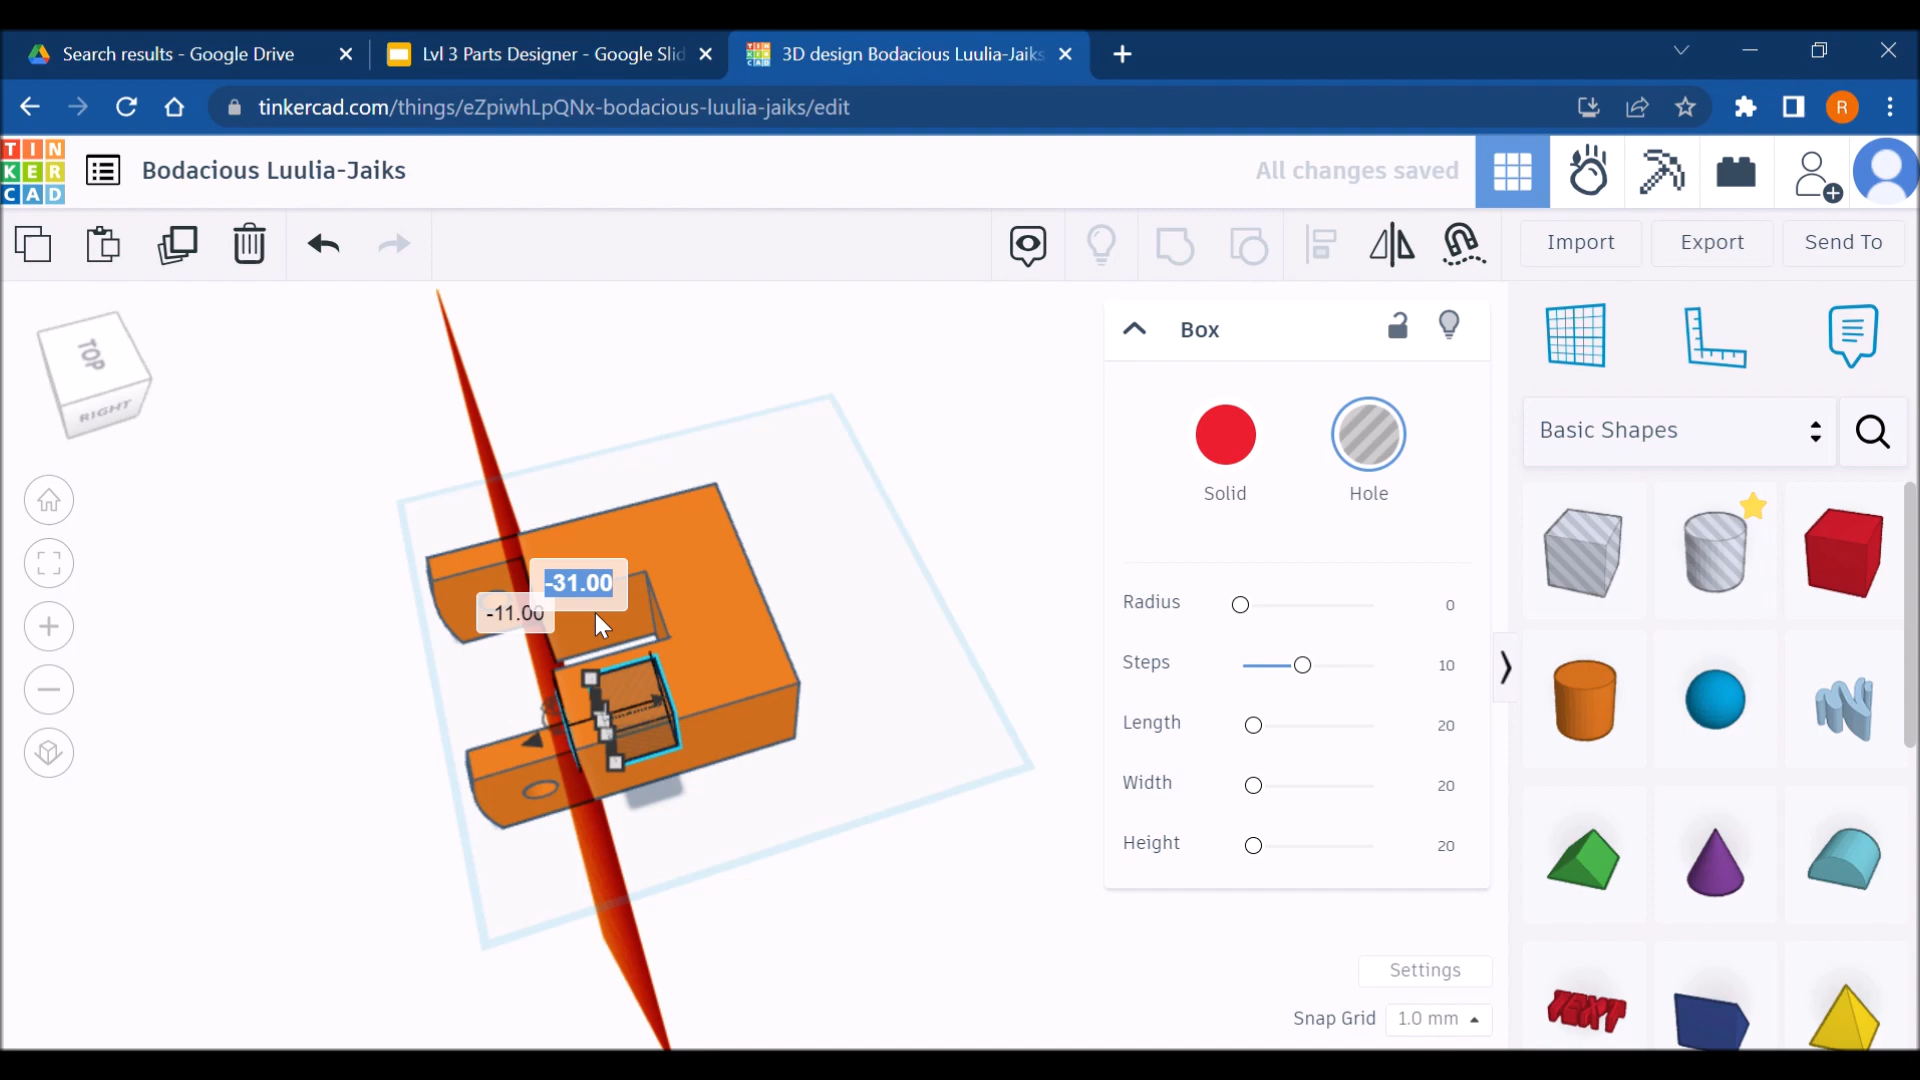 Search results - Google Drive
Lvl 3 Parts Designer - Google Slid
3D design Bodacious Luulia-Jaiks
tinkercad.com/things/eZpiwhLpQNx-bodacious-luulia-jaiks/edit
R
TIN
KER
CAD
Bodacious Luulia-Jaiks
All changes saved
Import
Export
Send To
TOP
RIGHT
Box
Solid
Hole
Basic Shapes
-31.00
-11.00
Radius 0
Steps 10
Length 20
Width 20
Height 20
TEXT
Settings
Snap Grid 1.0 mm